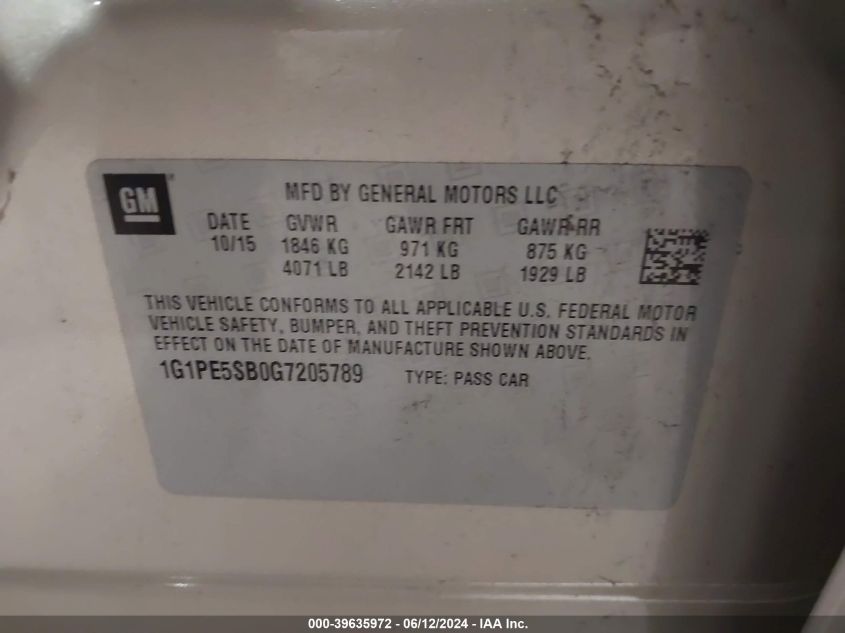 GM
MFD BY GENERAL MOTORS LLC
DATE GVWR GAWR FRT GAWR RR
10/15 1846 KG 971 KG 875 KG
4071 LB 2142 LB 1929 LB
THIS VEHICLE CONFORMS TO ALL APPLICABLE U.S. FEDERAL MOTOR
VEHICLE SAFETY, BUMPER, AND THEFT PREVENTION STANDARDS IN
EFFECT ON THE DATE OF MANUFACTURE SHOWN ABOVE.
1G1PE5SB0G7205789 TYPE: PASS CAR
000-39635972 - 06/12/2024 - IAA Inc.